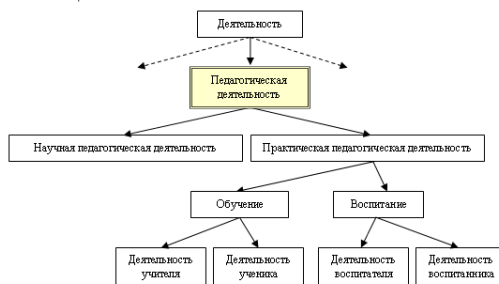 Деятельность
Педагогическая
деятельность
Научная педагогическая деятельность
Практическая педагогическая деятельность
Обучение
Воспитание
Деятельность
учителя
Деятельность
ученика
Деятельность
воспитателя
Деятельность
воспитанника